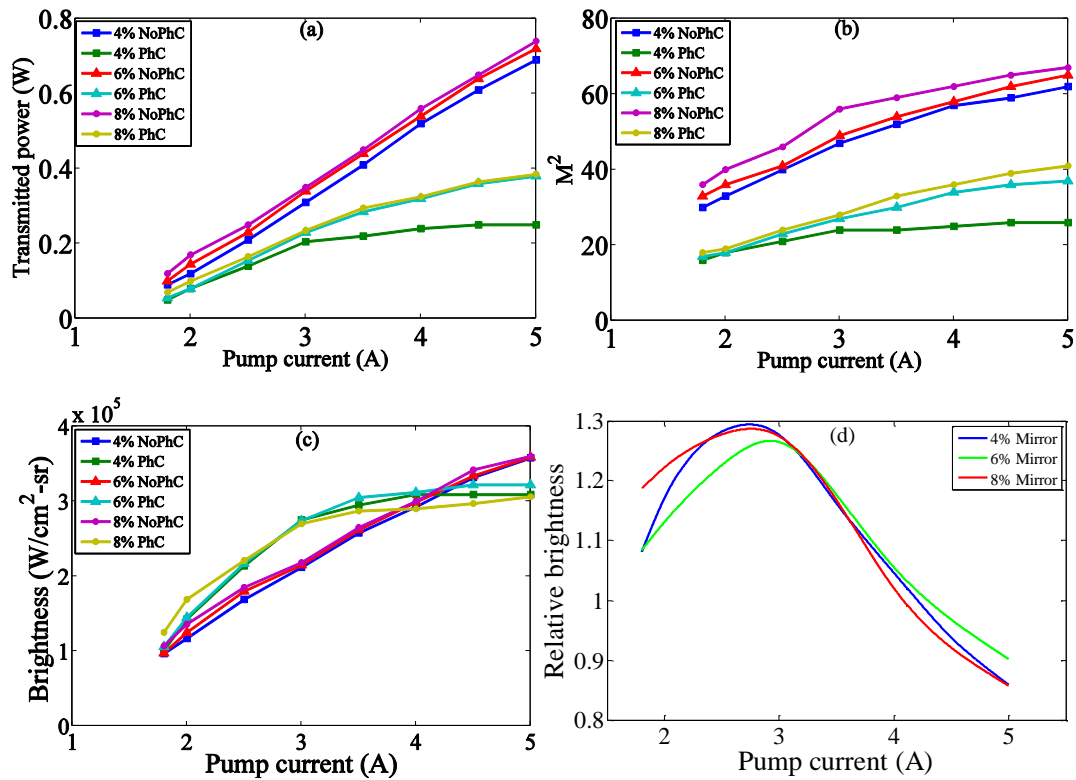 (a)
4% NoPhC
4% PhC
6% NoPhC
6% PhC
8% NoPhC
8% PhC
Transmitted power (W)
0.8
0.6
0.4
0.2
0
1 2 3 4 5
Pump current (A)
(b)
4% NoPhC
4% PhC
6% NoPhC
6% PhC
8% NoPhC
8% PhC
M²
80
60
40
20
0
1 2 3 4 5
Pump current (A)
x 10⁵
(c)
4% NoPhC
4% PhC
6% NoPhC
6% PhC
8% NoPhC
8% PhC
Brightness (W/cm²-sr)
4
3
2
1
0
1 2 3 4 5
Pump current (A)
(d)
4% Mirror
6% Mirror
8% Mirror
Relative brightness
1.3
1.2
1.1
1
0.9
0.8
2 3 4 5
Pump current (A)